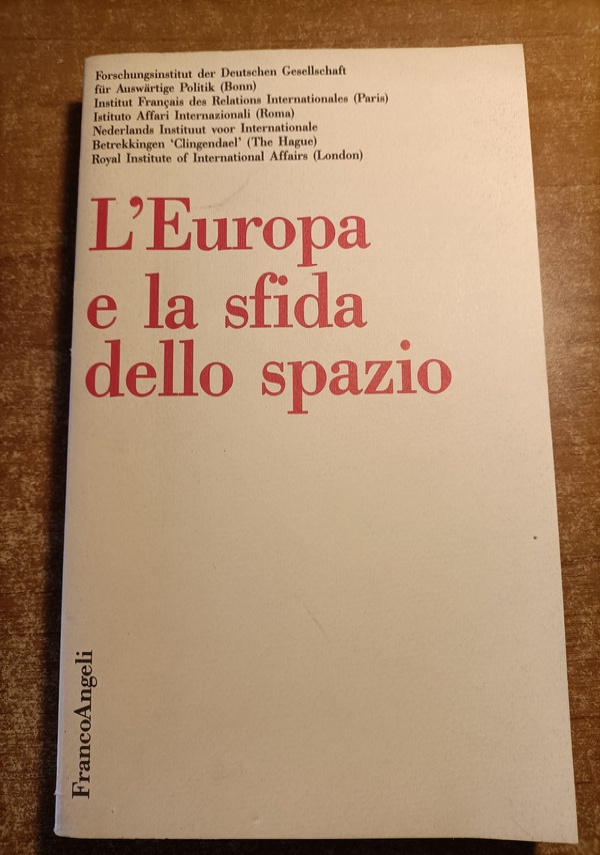 Forschungsinstitut der Deutschen Gesellschaft
für Auswärtige Politik (Bonn)
Institut Français des Relations Internationales (Paris)
Istituto Affari Internazionali (Roma)
Nederlands Instituut voor Internationale
Betrekkingen ‘Clingendael’ (The Hague)
Royal Institute of International Affairs (London)
L’Europa
e la sfida
dello spazio
FrancoAngeli